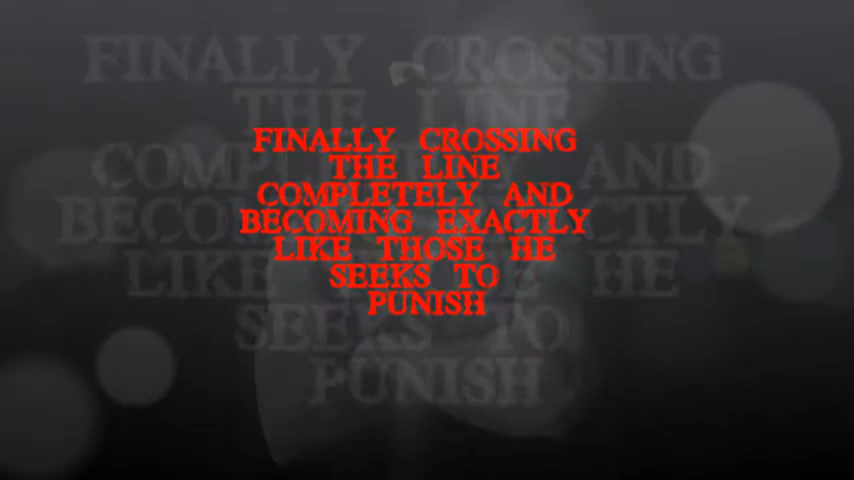 FINALLY CROSSING
THE LINE
COMPLETELY AND
BECOMING EXACTLY
LIKE THOSE HE
SEEKS TO
PUNISH